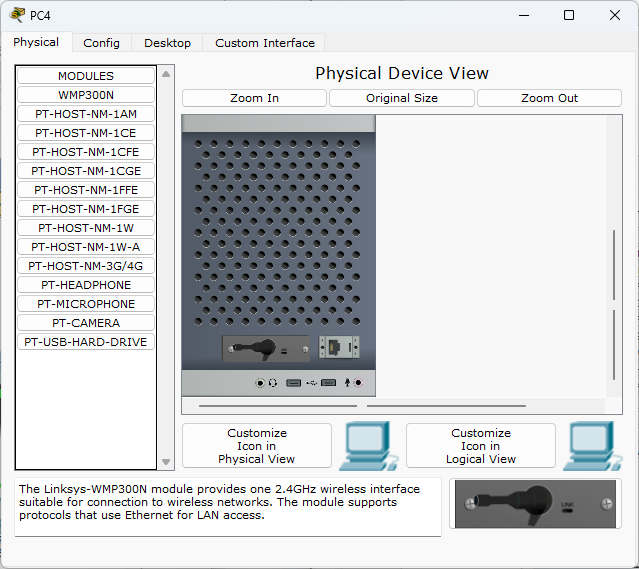 PC4
Physical
Config
Desktop
Custom Interface
MODULES
WMP300N
PT-HOST-NM-1AM
PT-HOST-NM-1CE
PT-HOST-NM-1CFE
PT-HOST-NM-1CGE
PT-HOST-NM-1FFE
PT-HOST-NM-1FGE
PT-HOST-NM-1W
PT-HOST-NM-1W-A
PT-HOST-NM-3G/4G
PT-HEADPHONE
PT-MICROPHONE
PT-CAMERA
PT-USB-HARD-DRIVE
Physical Device View
Zoom In
Original Size
Zoom Out
Customize
Icon in
Physical View
Customize
Icon in
Logical View
The Linksys-WMP300N module provides one 2.4GHz wireless interface
suitable for connection to wireless networks. The module supports
protocols that use Ethernet for LAN access.
LINK